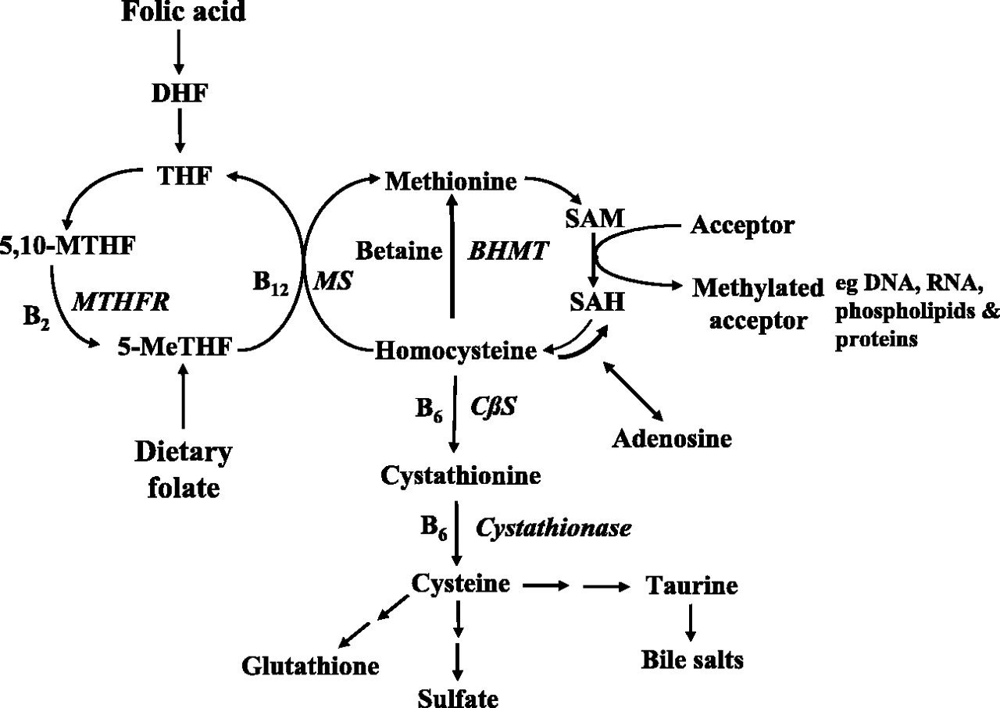 Folic acid
DHF
THF
Methionine
SAM
Acceptor
5,10-MTHF
Betaine
BHMT
B12
MS
MTHFR
B2
SAH
Methylated
acceptor
eg DNA, RNA,
phospholipids &
proteins
5-MeTHF
Homocysteine
B6
CβS
Adenosine
Dietary
folate
Cystathionine
B6
Cystathionase
Cysteine
Taurine
Glutathione
Bile salts
Sulfate